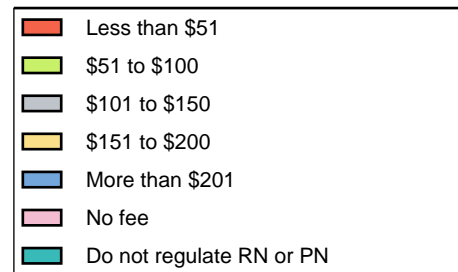 Less than $51
$51 to $100
$101 to $150
$151 to $200
More than $201
No fee
Do not regulate RN or PN